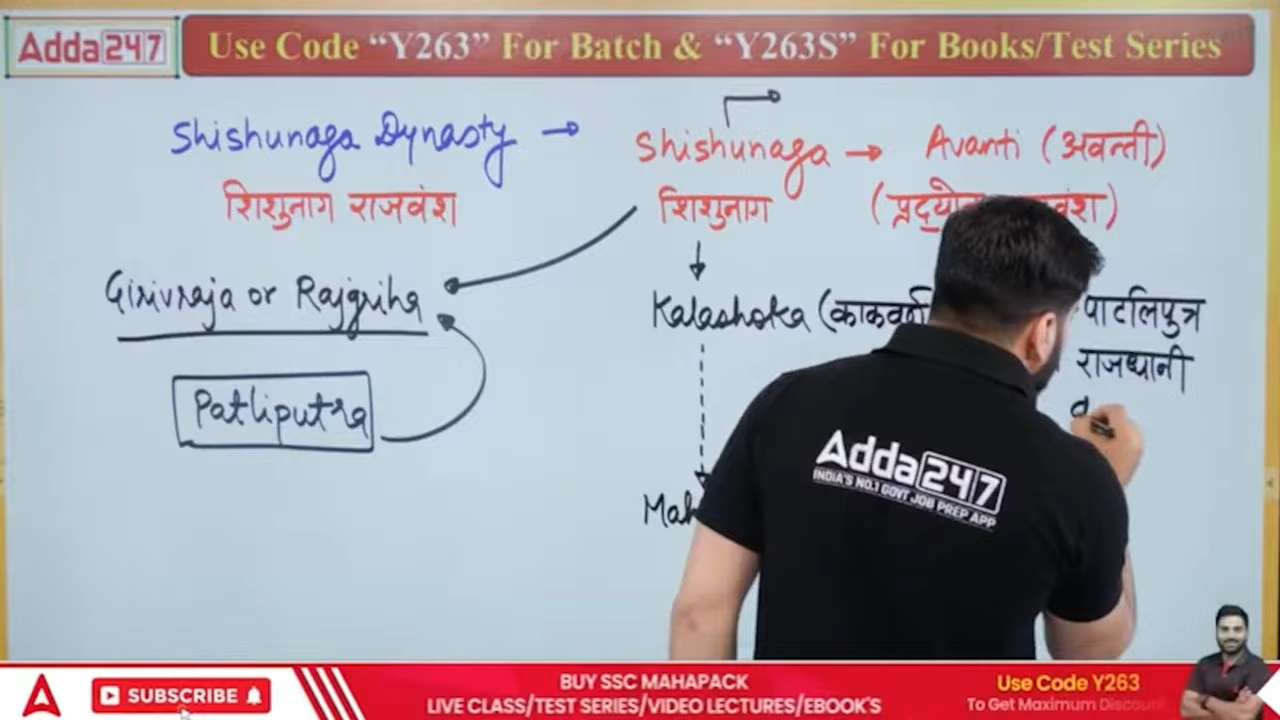 Adda247
Use Code “Y263” For Batch & “Y263S” For Books/Test Series
Shishunaga Dynasty → Shishunaga → Avanti (अवन्ती)
शिशुनाग राजवंश शिशुनाग
Girivraja or Rajgriha
Patliputra
Kalashoka
पाटलिपुत्र
राजधानी
Adda247
INDIA'S NO.1 GOVT JOB PREP APP
SUBSCRIBE
BUY SSC MAHAPACK
LIVE CLASS/TEST SERIES/VIDEO LECTURES/EBOOK'S
Use Code Y263
To Get Maximum